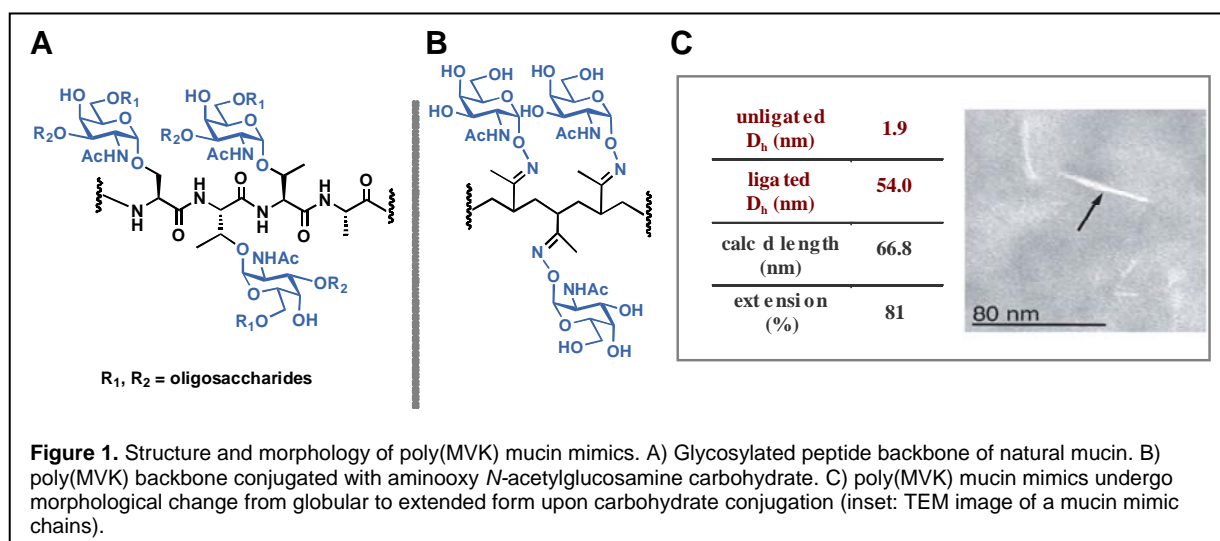 A
B
C
HO
OR₁
R₂O
AcHN
O
HO
OR₁
R₂O
AcHN
O
H
N
O
H
N
O
H
N
O
H
N
O
O
NHAc
O
OR₂
R₁O
OH
R₁, R₂ = oligosaccharides
HO
OH
HO
AcHN
O
O
N
HO
OH
HO
AcHN
O
O
N
N
O
NHAc
O
OH
HO
OH
unligated
Dₕ (nm)
1.9
ligated
Dₕ (nm)
54.0
calc d length
(nm)
66.8
extension
(%)
81
80 nm
Figure 1. Structure and morphology of poly(MVK) mucin mimics. A) Glycosylated peptide backbone of natural mucin. B)
poly(MVK) backbone conjugated with aminooxy N-acetylglucosamine carbohydrate. C) poly(MVK) mucin mimics undergo
morphological change from globular to extended form upon carbohydrate conjugation (inset: TEM image of a mucin mimic
chains).